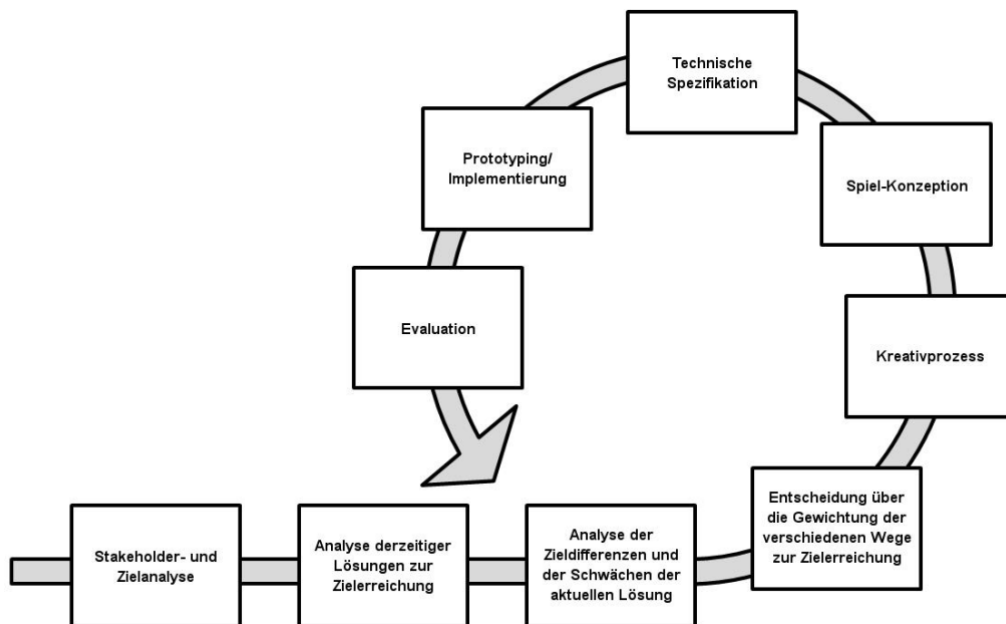 Stakeholder- und
Zielanalyse
Analyse derzeitiger
Lösungen zur
Zielerreichung
Analyse der
Zieldifferenzen und
der Schwächen der
aktuellen Lösung
Entscheidung über
die Gewichtung der
verschiedenen Wege
zur Zielerreichung
Kreativprozess
Spiel-Konzeption
Technische
Spezifikation
Prototyping/
Implementierung
Evaluation